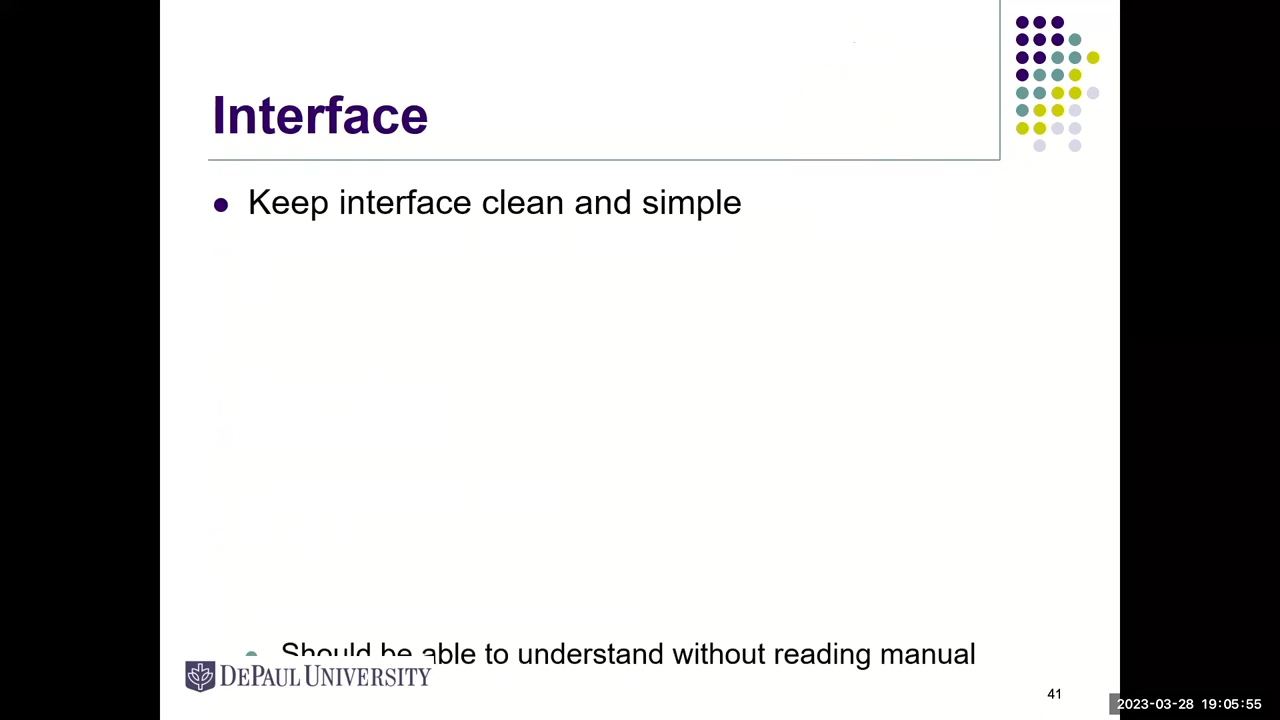 Interface
Keep interface clean and simple
Should be able to understand without reading manual
DEPAUL UNIVERSITY
41
2023-03-28 19:05:55